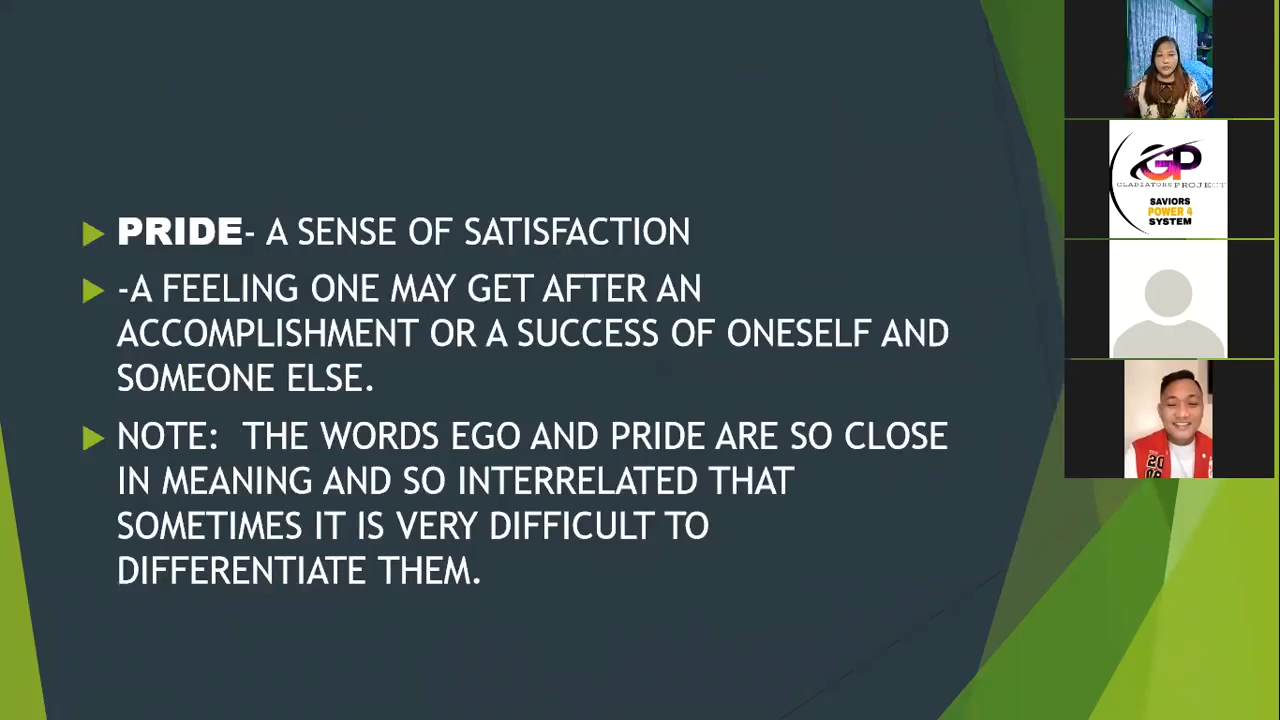 PRIDE- A SENSE OF SATISFACTION
-A FEELING ONE MAY GET AFTER AN
ACCOMPLISHMENT OR A SUCCESS OF ONESELF AND
SOMEONE ELSE.
NOTE: THE WORDS EGO AND PRIDE ARE SO CLOSE
IN MEANING AND SO INTERRELATED THAT
SOMETIMES IT IS VERY DIFFICULT TO
DIFFERENTIATE THEM.
GP
GLADIATORS PROJECT
SAVIORS
POWER 4
SYSTEM
20